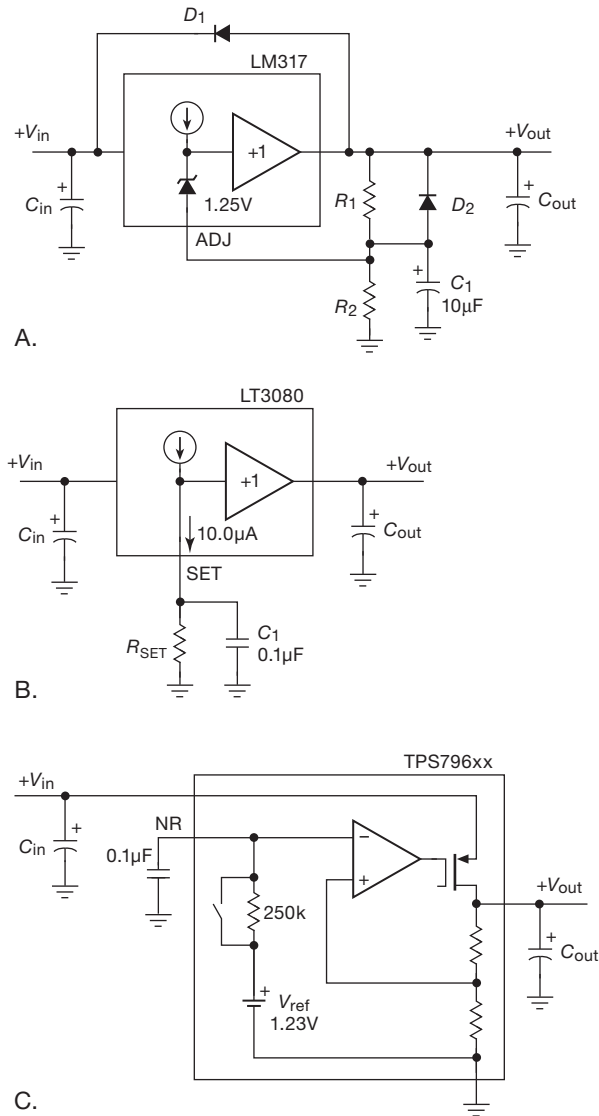 D1
LM317
+Vin
+Vout
+1
Cin
+
1.25V
R1
D2
+
Cout
ADJ
+
C1
10µF
R2
A.
LT3080
+Vin
+Vout
+1
+
Cin
10.0µA
+
Cout
SET
RSET
C1
0.1µF
B.
TPS796xx
+Vin
NR
+
Cin
0.1µF
−
+
+Vout
250k
+
Cout
+
Vref
1.23V
C.